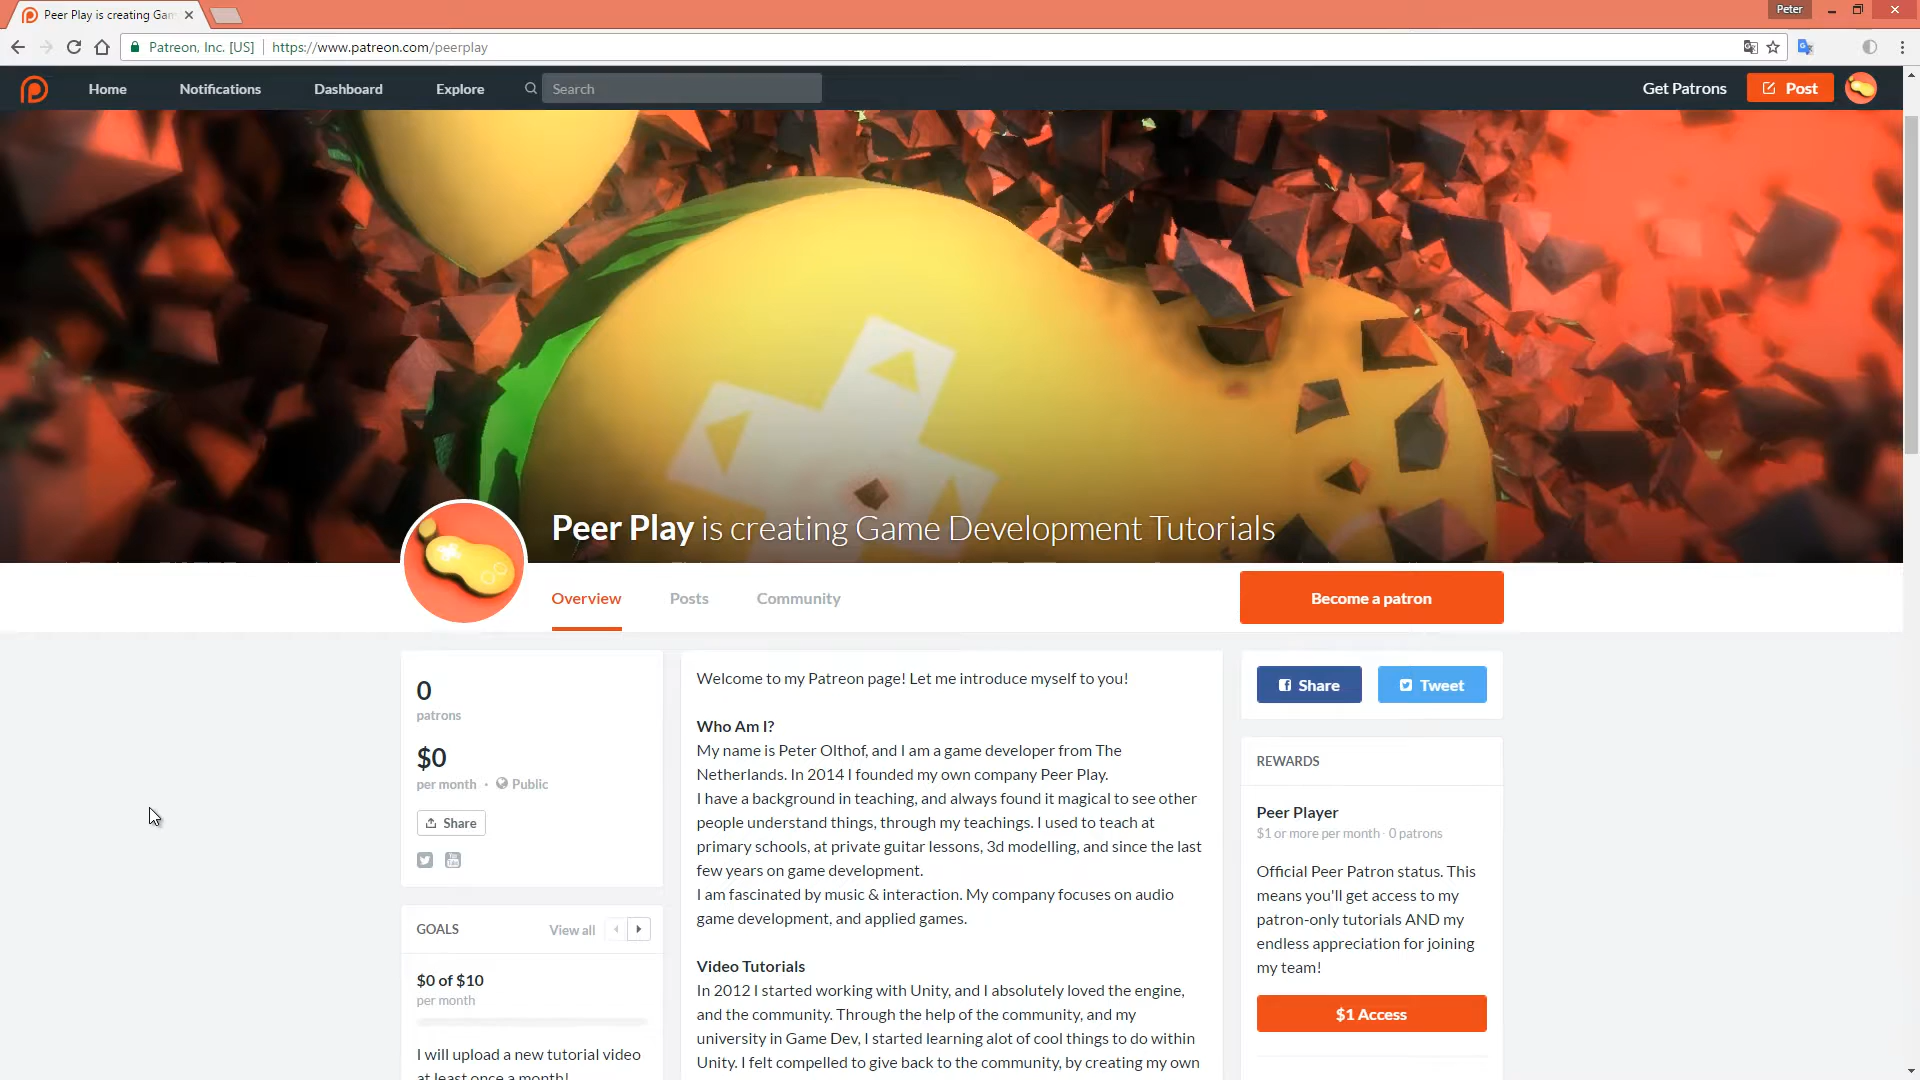 Peer Play is creating Gam
Peter
Patreon, Inc. [US]
https://www.patreon.com/peerplay
Home
Notifications
Dashboard
Explore
Search
Get Patrons
Post
Peer Play is creating Game Development Tutorials
Overview
Posts
Community
Become a patron
0
patrons
$0
per month · Public
Share
GOALS
View all
$0 of $10
per month
I will upload a new tutorial video
at least once a month!
Welcome to my Patreon page! Let me introduce myself to you!
Who Am I?
My name is Peter Olthof, and I am a game developer from The
Netherlands. In 2014 I founded my own company Peer Play.
I have a background in teaching, and always found it magical to see other
people understand things, through my teachings. I used to teach at
primary schools, at private guitar lessons, 3d modelling, and since the last
few years on game development.
I am fascinated by music & interaction. My company focuses on audio
game development, and applied games.
Video Tutorials
In 2012 I started working with Unity, and I absolutely loved the engine,
and the community. Through the help of the community, and my
university in Game Dev, I started learning alot of cool things to do within
Unity. I felt compelled to give back to the community, by creating my own
Share
Tweet
REWARDS
Peer Player
$1 or more per month · 0 patrons
Official Peer Patron status. This
means you'll get access to my
patron-only tutorials AND my
endless appreciation for joining
my team!
$1 Access